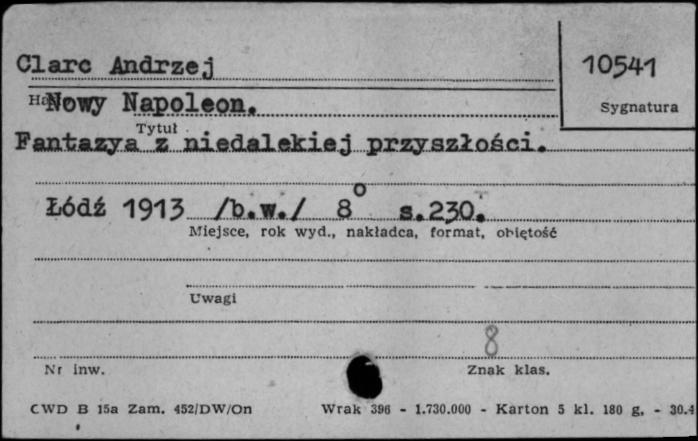 Clarc Andrzej
10541
Sygnatura
Nowy Napoleon.
Tytuł
Fantazya z niedalekiej przyszłości.
Łódź 1913 /b.w./ 8° s.230.
Miejsce, rok wyd., nakładca, format, objętość
Uwagi
8
Nr inw.
Znak klas.
CWD B 15a Zam. 452/DW/On
Wrak 396 - 1.730.000 - Karton 5 kl. 180 g. - 30.4